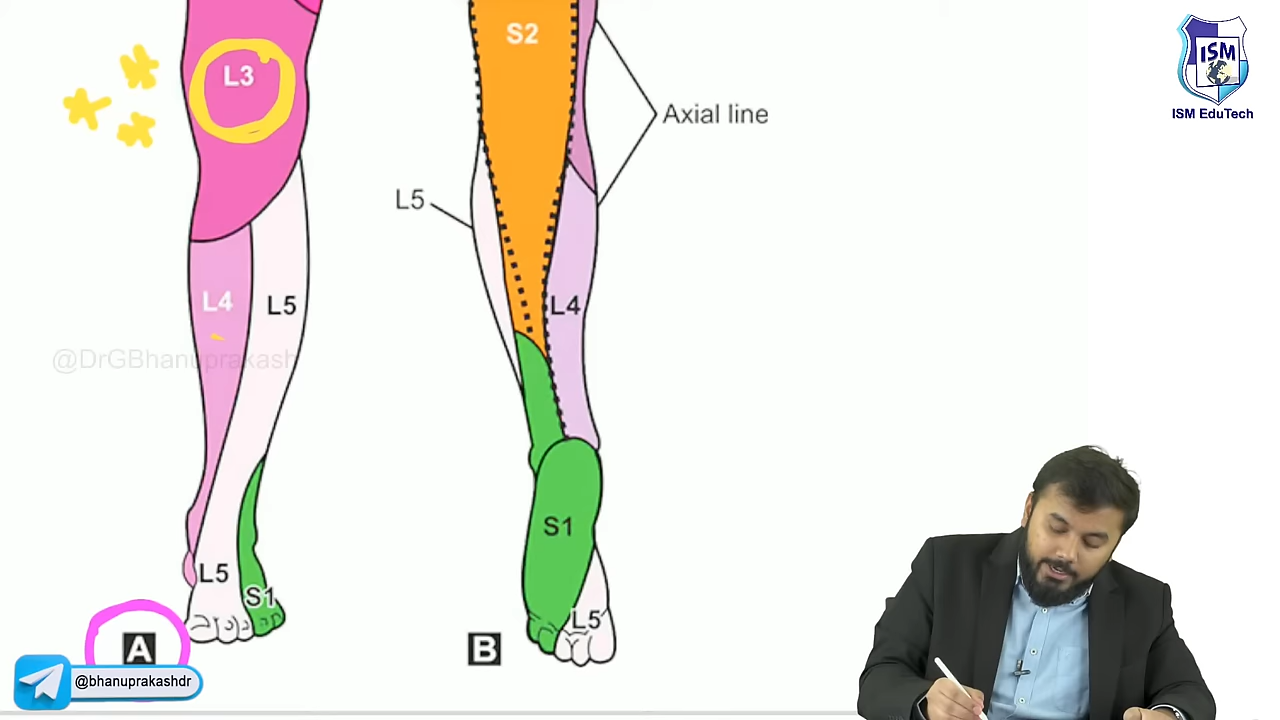 L3
S2
ISM
ISM EduTech
Axial line
L5
L4
L5
L4
@DrGBhanuprakash
S1
L5
S1
L5
A
B
@bhanuprakashdr